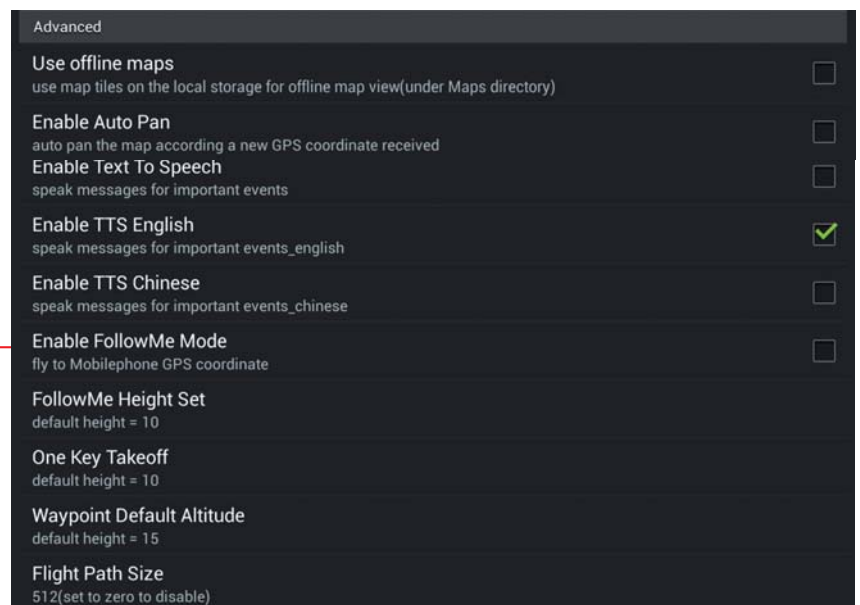 Advanced
Use offline maps
use map tiles on the local storage for offline map view(under Maps directory)
Enable Auto Pan
auto pan the map according a new GPS coordinate received
Enable Text To Speech
speak messages for important events
Enable TTS English
speak messages for important events_english
Enable TTS Chinese
speak messages for important events_chinese
Enable FollowMe Mode
fly to Mobilephone GPS coordinate
FollowMe Height Set
default height = 10
One Key Takeoff
default height = 10
Waypoint Default Altitude
default height = 15
Flight Path Size
512(set to zero to disable)